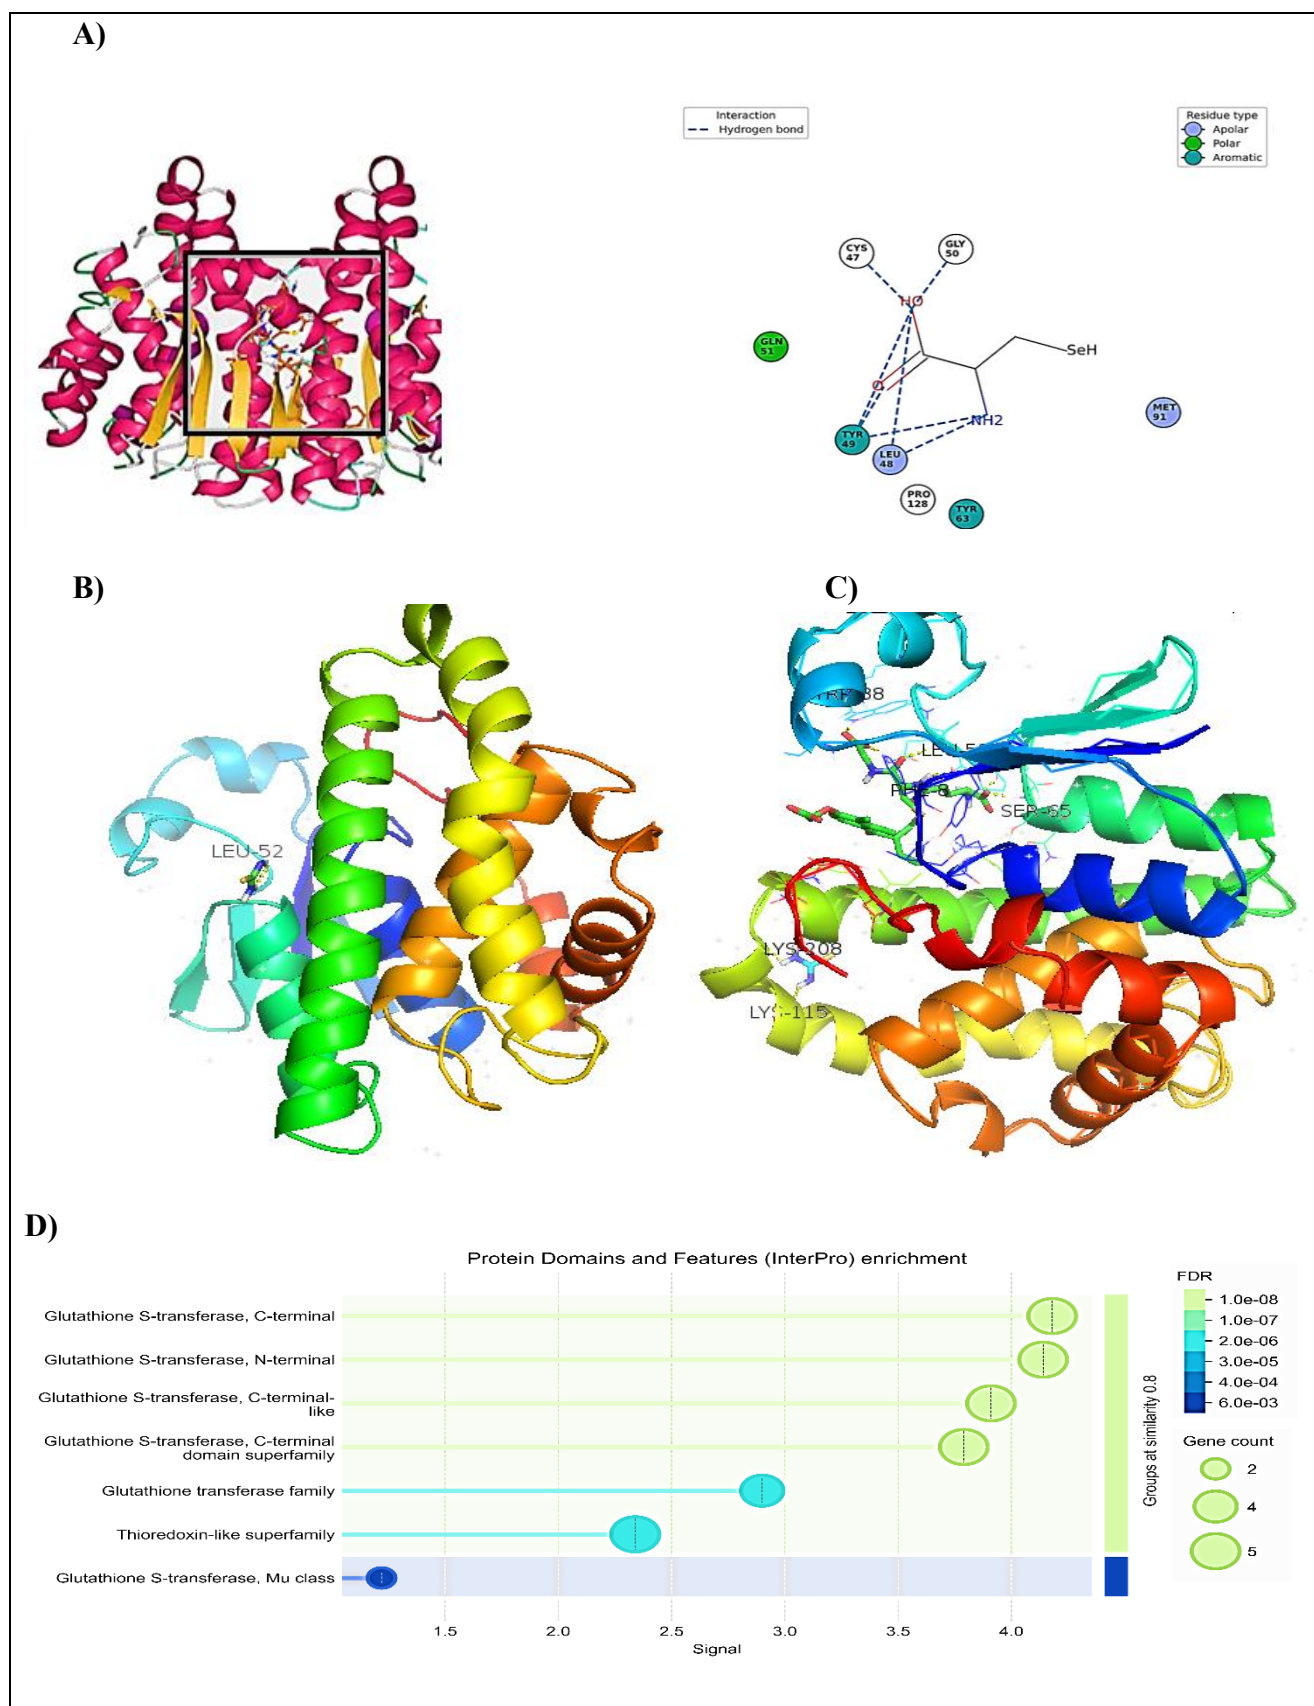 A)
Interaction
Hydrogen bond
Residue type
Apolar
Polar
Aromatic
CYS
47
GLY
50
HO
GLN
51
O
SeH
NH2
MET
91
TYR
49
LEU
48
PRO
128
TYR
63
B)
C)
LEU-52
SER-65
LYS-208
LYS-115
D)
Protein Domains and Features (InterPro) enrichment
Glutathione S-transferase, C-terminal
Glutathione S-transferase, N-terminal
Glutathione S-transferase, C-terminal-
like
Glutathione S-transferase, C-terminal
domain superfamily
Glutathione transferase family
Thioredoxin-like superfamily
Glutathione S-transferase, Mu class
1.5
2.0
2.5
3.0
3.5
4.0
Signal
Groups at similarity 0.8
FDR
1.0e-08
1.0e-07
2.0e-06
3.0e-05
4.0e-04
6.0e-03
Gene count
2
4
5